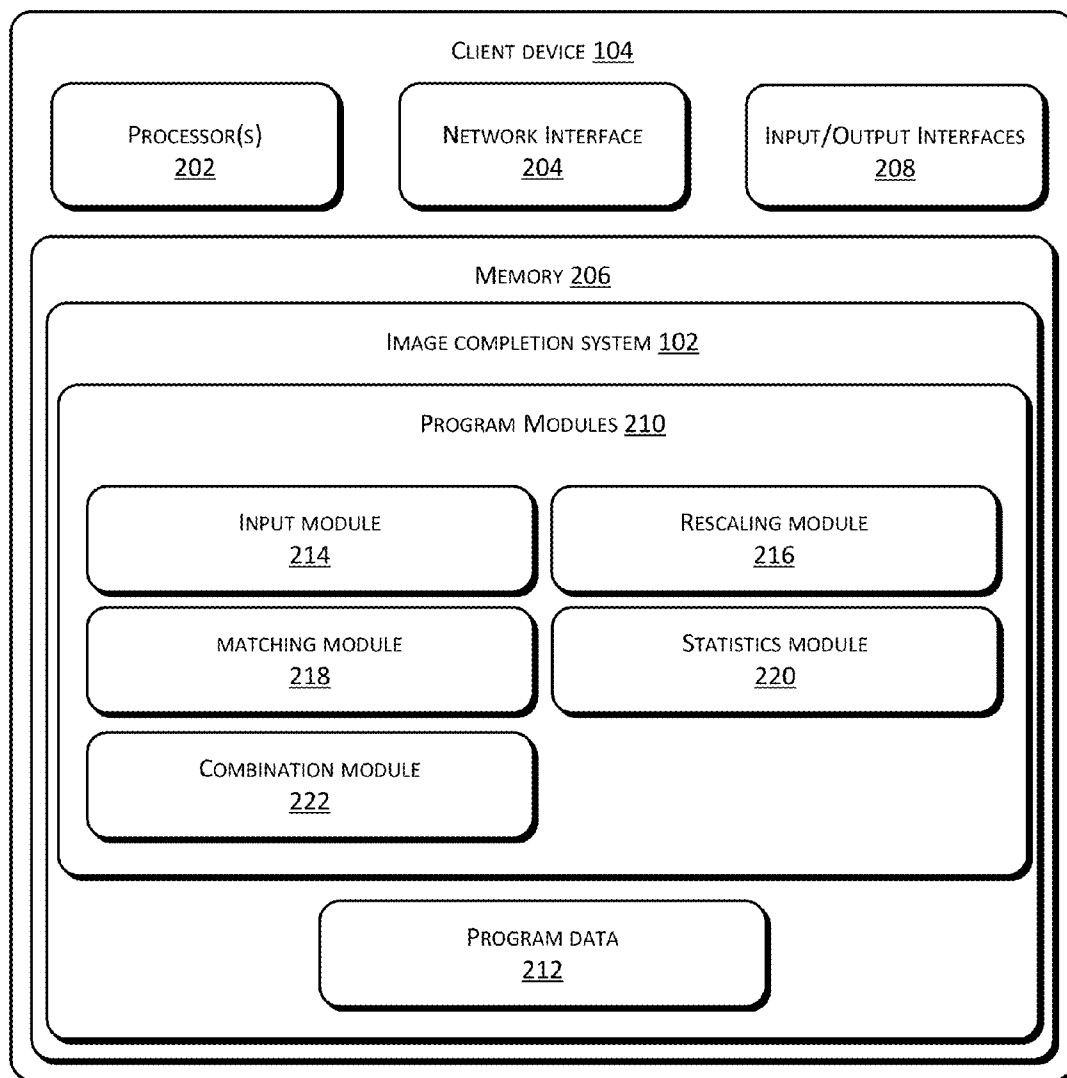 CLIENT DEVICE 104
PROCESSOR(S)
202
NETWORK INTERFACE
204
INPUT/OUTPUT INTERFACES
208
MEMORY 206
IMAGE COMPLETION SYSTEM 102
PROGRAM MODULES 210
INPUT MODULE
214
RESCALING MODULE
216
MATCHING MODULE
218
STATISTICS MODULE
220
COMBINATION MODULE
222
PROGRAM DATA
212